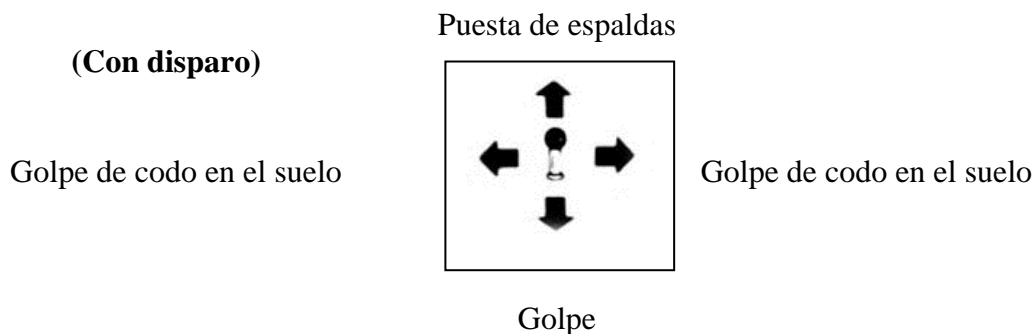 Puesta de espaldas
(Con disparo)
Golpe de codo en el suelo
Golpe de codo en el suelo
Golpe